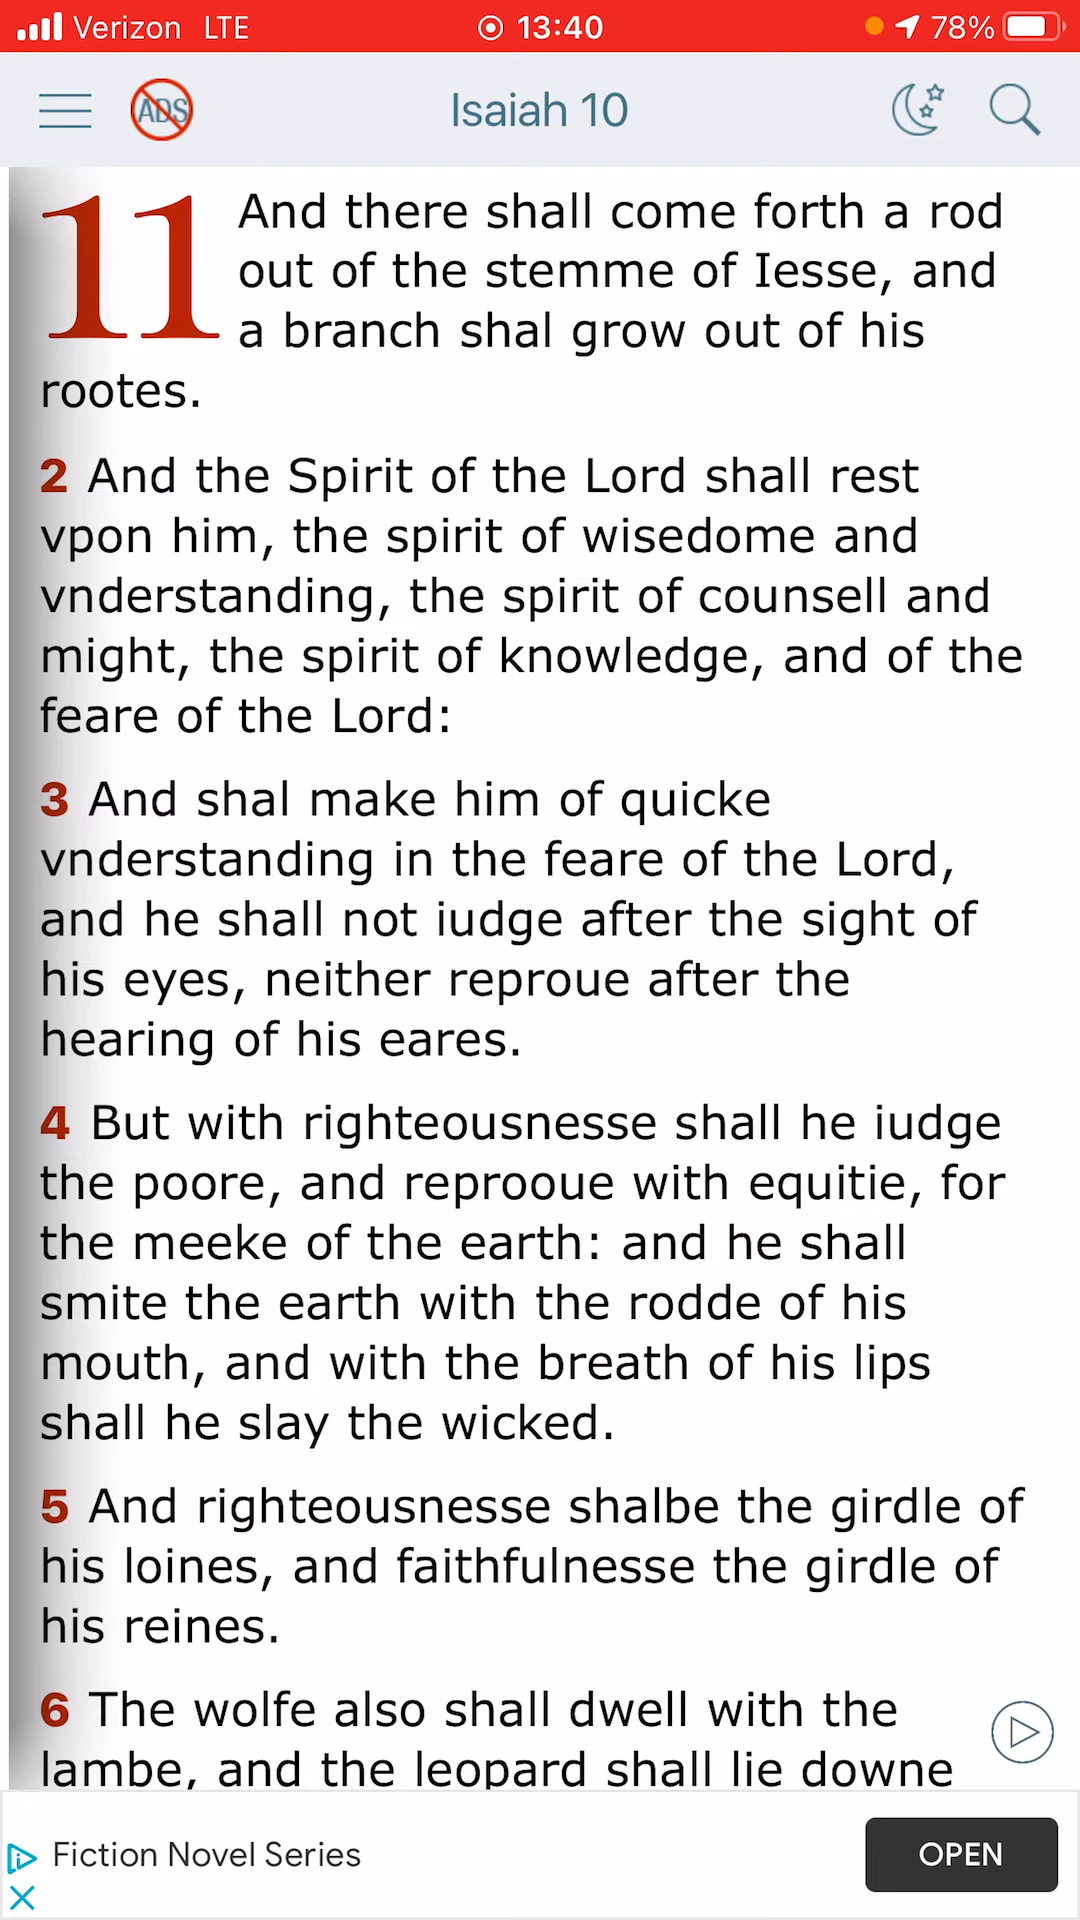 Verizon LTE 13:40 78%
ADS Isaiah 10
11 And there shall come forth a rod
out of the stemme of Iesse, and
a branch shal grow out of his
rootes.
2 And the Spirit of the Lord shall rest
vpon him, the spirit of wisedome and
vnderstanding, the spirit of counsell and
might, the spirit of knowledge, and of the
feare of the Lord:
3 And shal make him of quicke
vnderstanding in the feare of the Lord,
and he shall not iudge after the sight of
his eyes, neither reproue after the
hearing of his eares.
4 But with righteousnesse shall he iudge
the poore, and reprooue with equitie, for
the meeke of the earth: and he shall
smite the earth with the rodde of his
mouth, and with the breath of his lips
shall he slay the wicked.
5 And righteousnesse shalbe the girdle of
his loines, and faithfulnesse the girdle of
his reines.
6 The wolfe also shall dwell with the
lambe, and the leopard shall lie downe
Fiction Novel Series OPEN